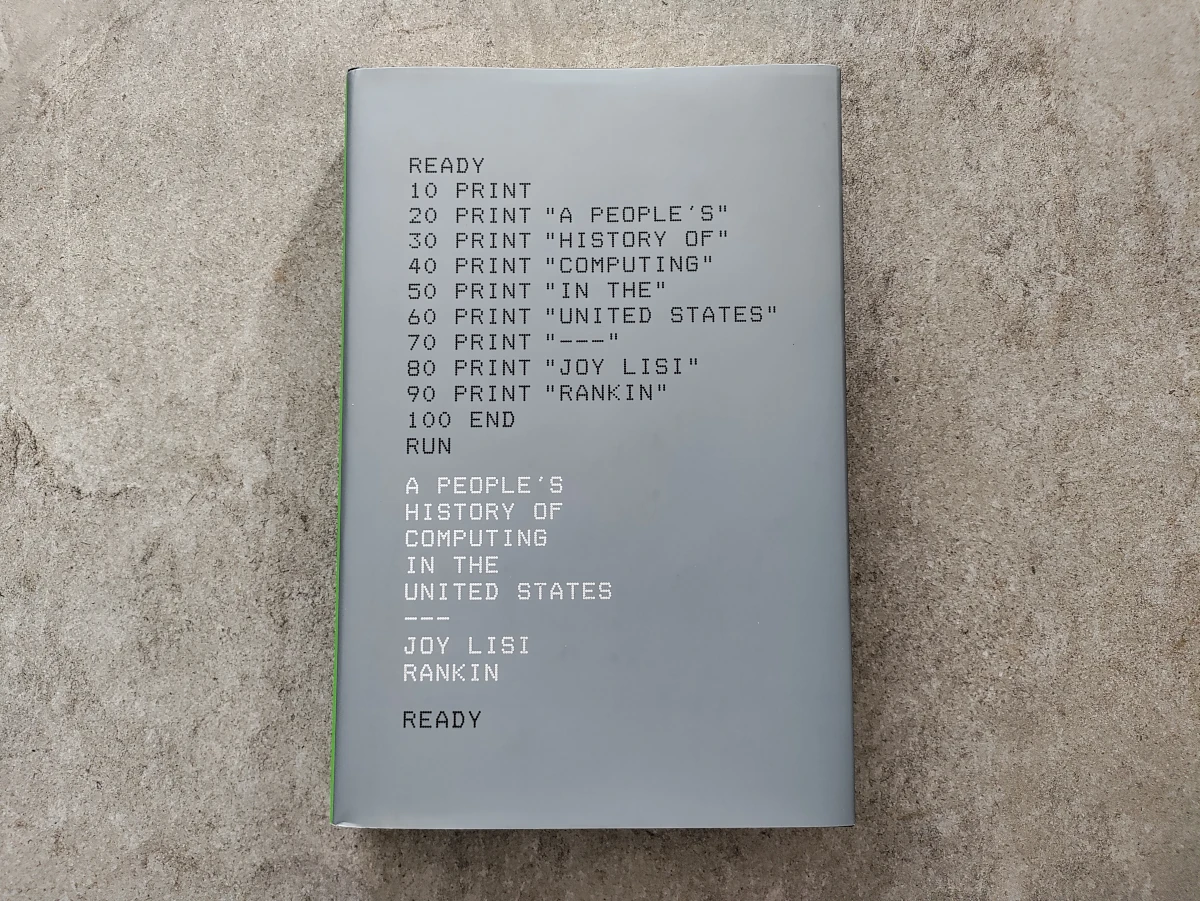 READY
10 PRINT
20 PRINT "A PEOPLE'S"
30 PRINT "HISTORY OF"
40 PRINT "COMPUTING"
50 PRINT "IN THE"
60 PRINT "UNITED STATES"
70 PRINT "---"
80 PRINT "JOY LISI"
90 PRINT "RANKIN"
100 END
RUN
A PEOPLE'S
HISTORY OF
COMPUTING
IN THE
UNITED STATES
---
JOY LISI
RANKIN
READY